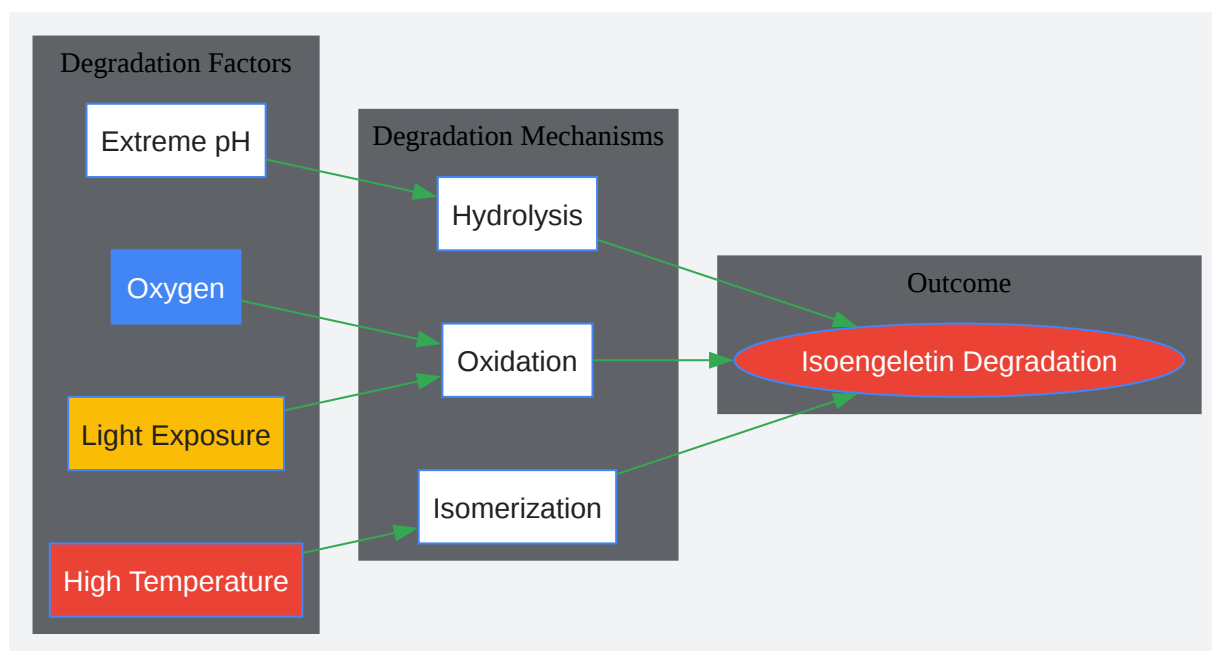 Degradation Factors
Extreme pH
Oxygen
Light Exposure
High Temperature
Degradation Mechanisms
Hydrolysis
Oxidation
Isomerization
Outcome
Isoengeletin Degradation